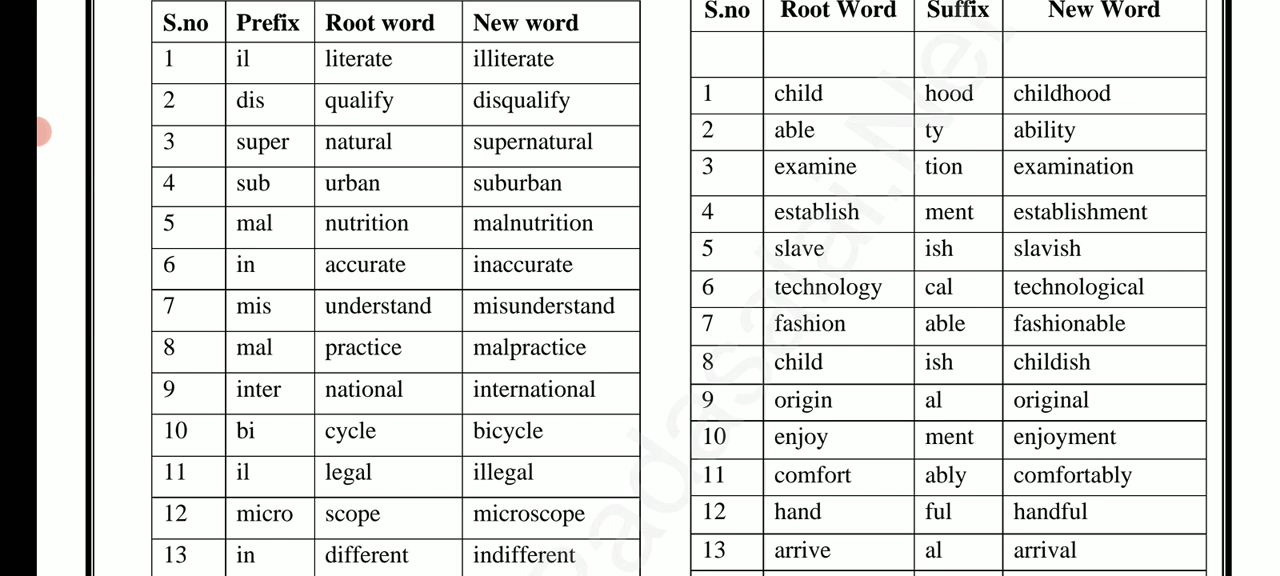 S.no Prefix Root word New word
1 il literate illiterate
2 dis qualify disqualify
3 super natural supernatural
4 sub urban suburban
5 mal nutrition malnutrition
6 in accurate inaccurate
7 mis understand misunderstand
8 mal practice malpractice
9 inter national international
10 bi cycle bicycle
11 il legal illegal
12 micro scope microscope
13 in different indifferent
S.no Root Word Suffix New Word
1 child hood childhood
2 able ty ability
3 examine tion examination
4 establish ment establishment
5 slave ish slavish
6 technology cal technological
7 fashion able fashionable
8 child ish childish
9 origin al original
10 enjoy ment enjoyment
11 comfort ably comfortably
12 hand ful handful
13 arrive al arrival
Padasalai.Net